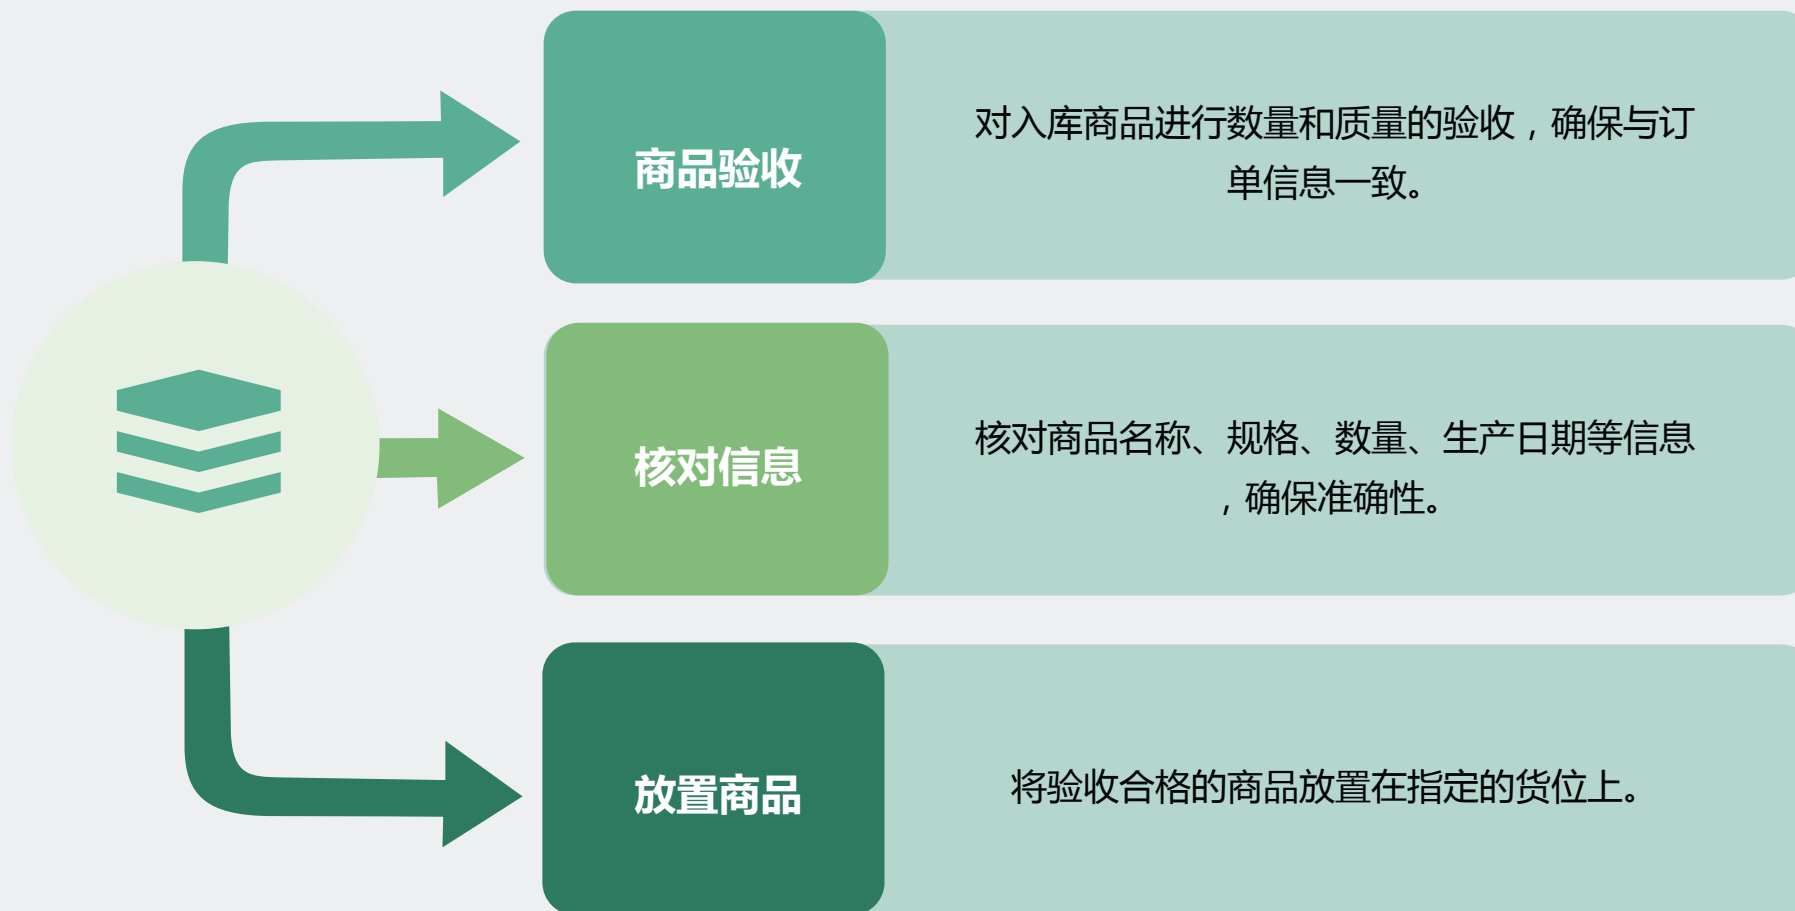 商品验收
对入库商品进行数量和质量的验收，确保与订
单信息一致。
核对信息
核对商品名称、规格、数量、生产日期等信息
，确保准确性。
放置商品
将验收合格的商品放置在指定的货位上。